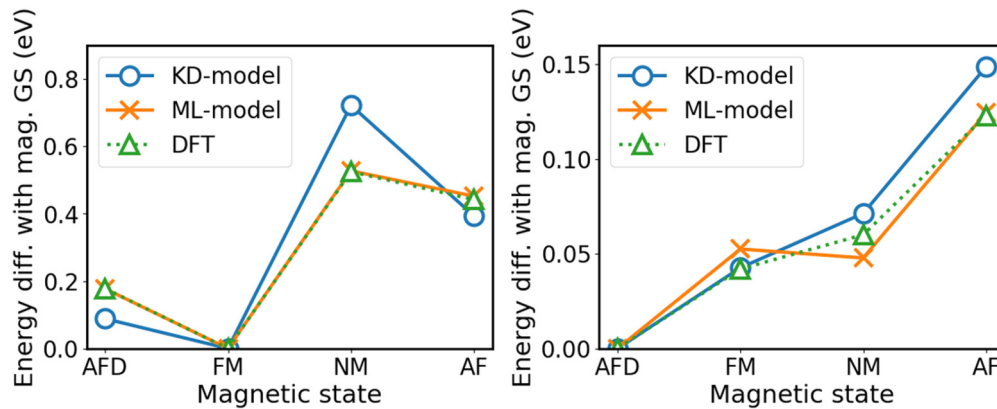 Energy diff. with mag. GS (eV)
0.8
0.6
0.4
0.2
0.0
KD-model
ML-model
DFT
AFD FM NM AF
Magnetic state
Energy diff. with mag. GS (eV)
0.15
0.10
0.05
0.00
KD-model
ML-model
DFT
AFD FM NM AF
Magnetic state